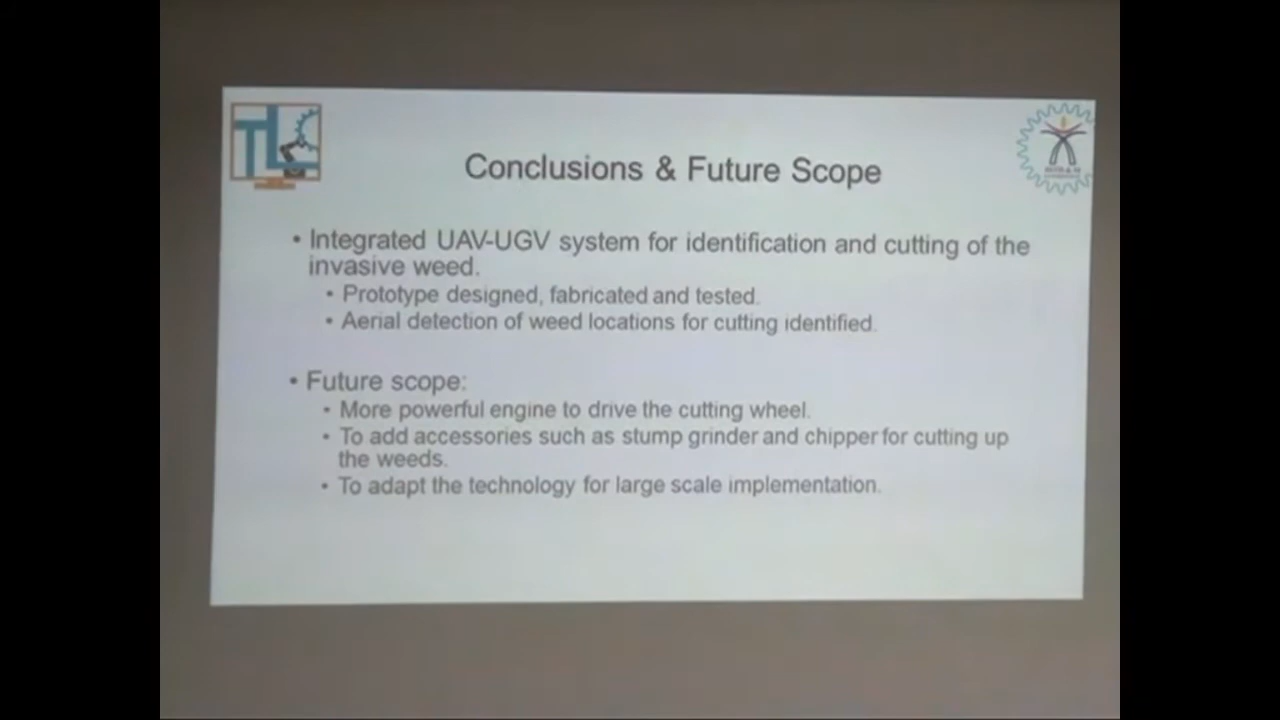 TL
Conclusions & Future Scope
• Integrated UAV-UGV system for identification and cutting of the
invasive weed.
• Prototype designed, fabricated and tested.
• Aerial detection of weed locations for cutting identified.
• Future scope:
• More powerful engine to drive the cutting wheel.
• To add accessories such as stump grinder and chipper for cutting up
the weeds.
• To adapt the technology for large scale implementation.